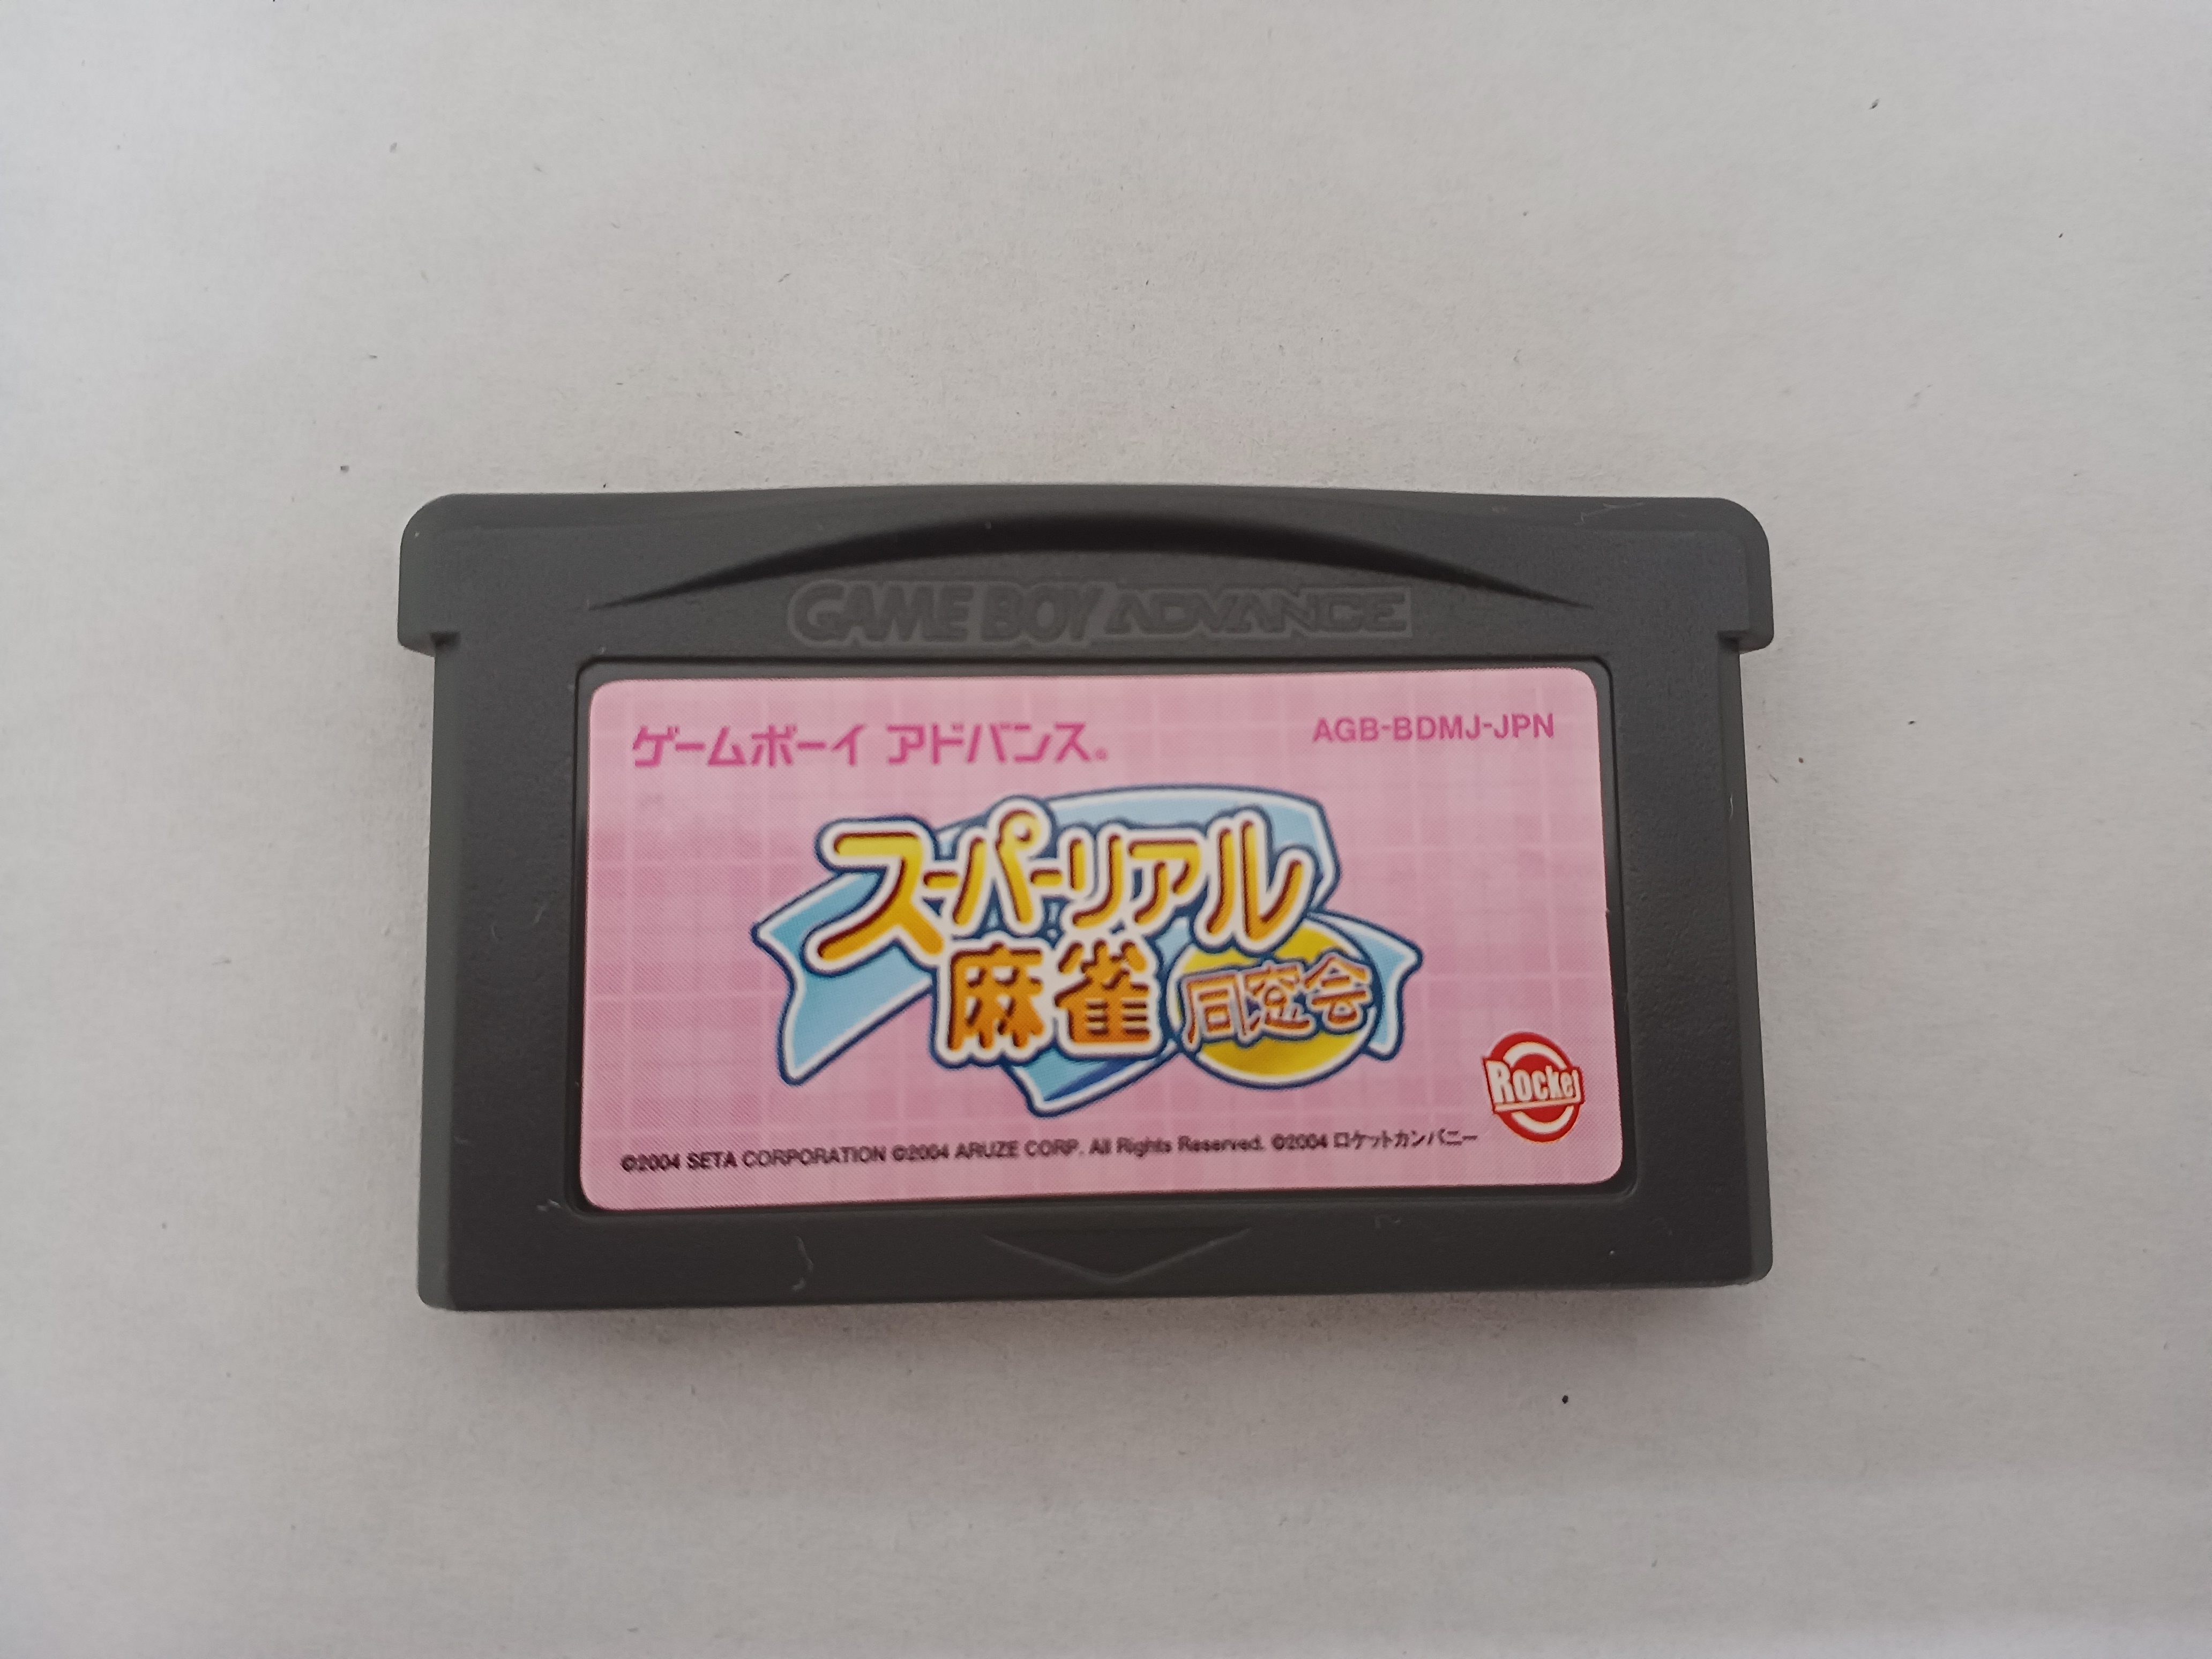 GAME BOY ADVANCE
ゲームボーイ アドバンス®
AGB-BDMJ-JPN
スーパーリアル
麻雀 同窓会
Rocket
©2004 SETA CORPORATION ©2004 ARUZE CORP. All Rights Reserved. ©2004 ロケットカンパニー